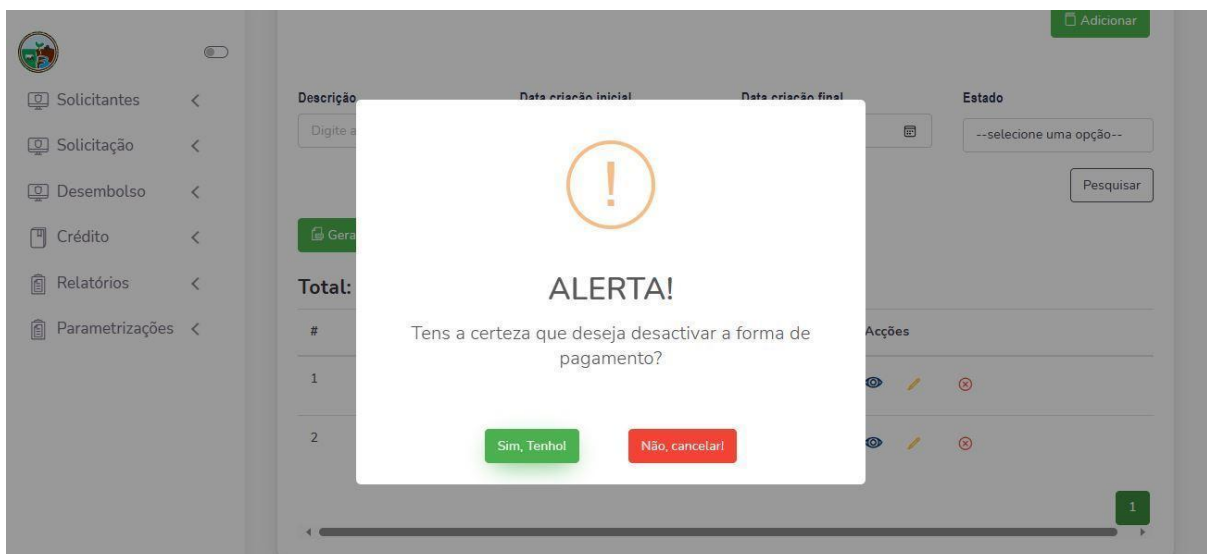 Adicionar
Solicitantes
Solicitação
Desembolso
Crédito
Relatórios
Parametrizações
Descrição Data criação inicial Data criação final Estado
Digite a --selecione uma opção--
Pesquisar
Gera
Total:
# Acções
1
2
!
ALERTA!
Tens a certeza que deseja desactivar a forma de
pagamento?
Sim, Tenho! Não, cancelar!
1